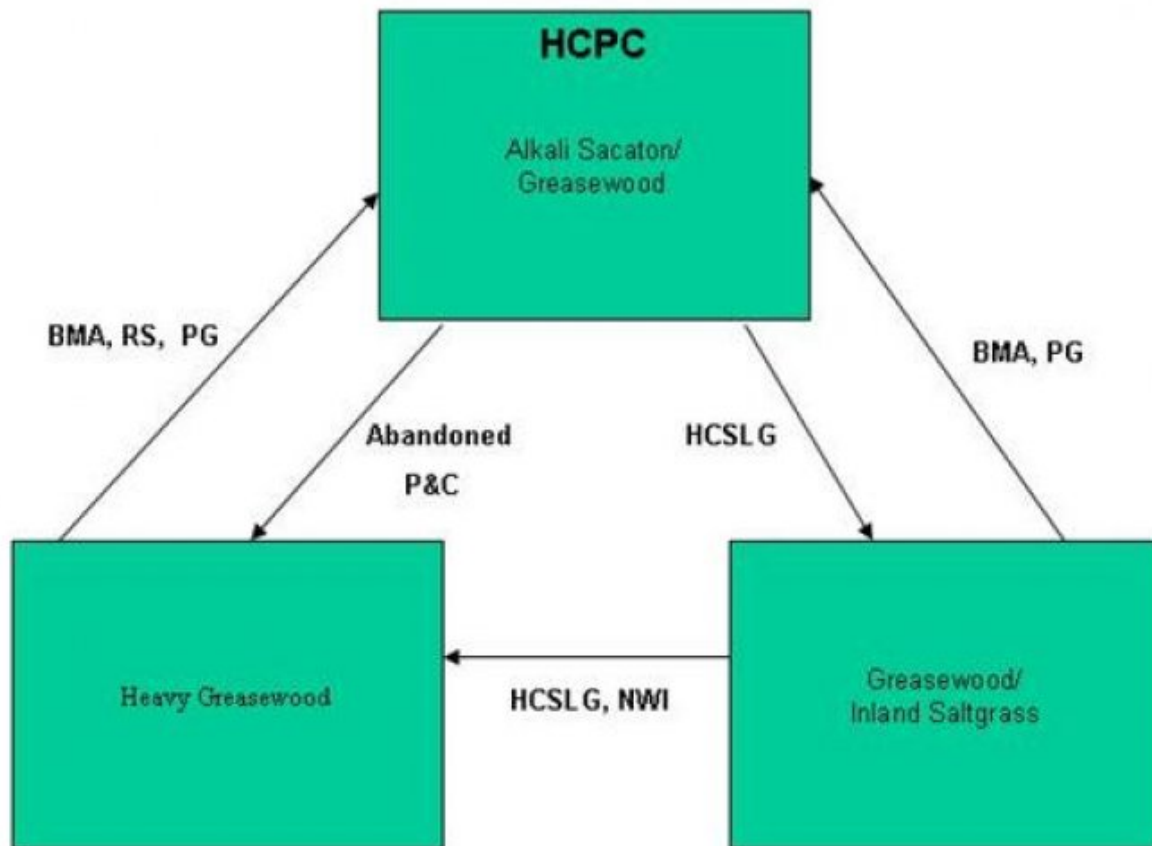 HCPC
Alkali Sacaton/
Greasewood
BMA, RS, PG
BMA, PG
Abandoned
P&C
HCSLG
Heavy Greasewood
HCSLG, NWI
Greasewood/
Inland Saltgrass